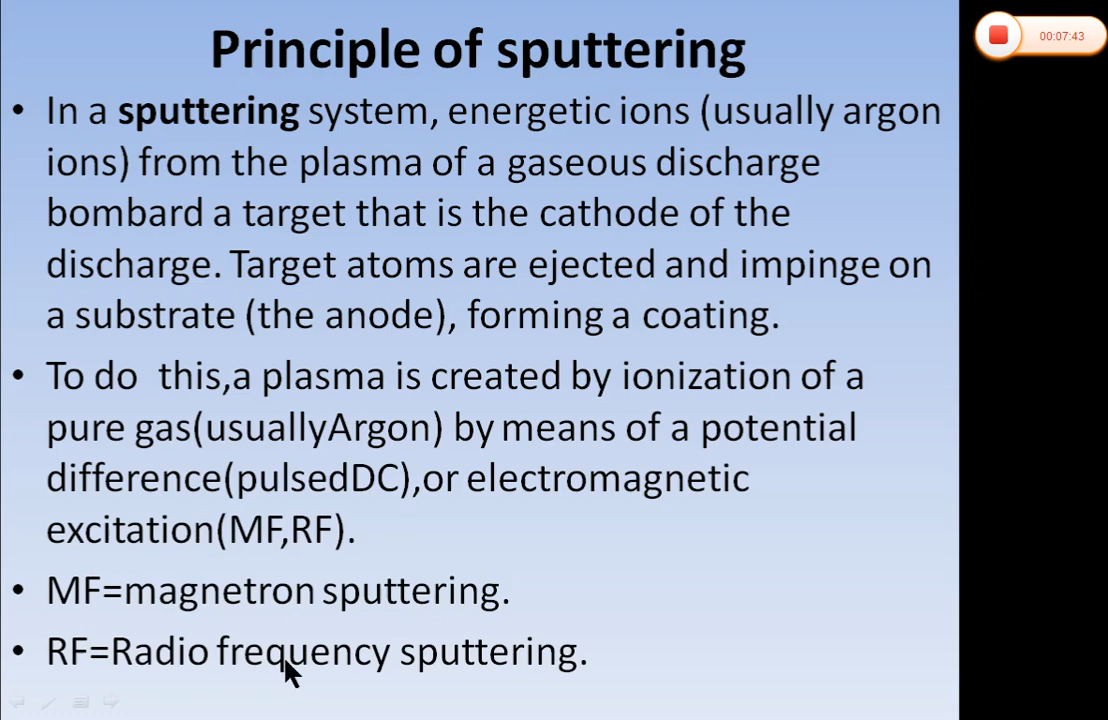 Principle of sputtering
00:07:43
• In a sputtering system, energetic ions (usually argon
ions) from the plasma of a gaseous discharge
bombard a target that is the cathode of the
discharge. Target atoms are ejected and impinge on
a substrate (the anode), forming a coating.
• To do  this,a plasma is created by ionization of a
pure gas(usuallyArgon) by means of a potential
difference(pulsedDC),or electromagnetic
excitation(MF,RF).
• MF=magnetron sputtering.
• RF=Radio frequency sputtering.